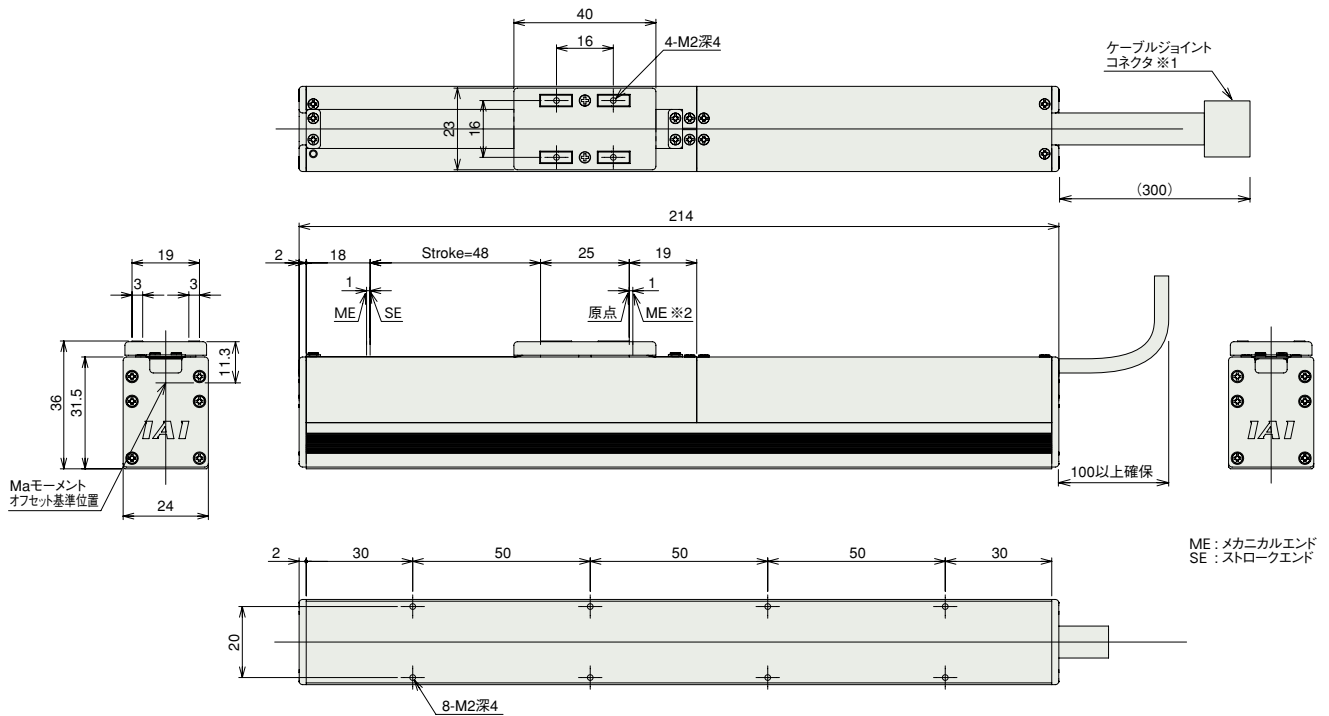 40
16
4-M2深4
ケーブルジョイント
コネクタ ※1
23
16
(300)
214
2
18
Stroke=48
25
19
1
1
ME
SE
原点
ME ※2
19
3
3
11.3
36
31.5
IAI
Maモーメント
オフセット基準位置
24
100以上確保
IAI
ME : メカニカルエンド
SE : ストロークエンド
2
30
50
50
50
30
20
8-M2深4